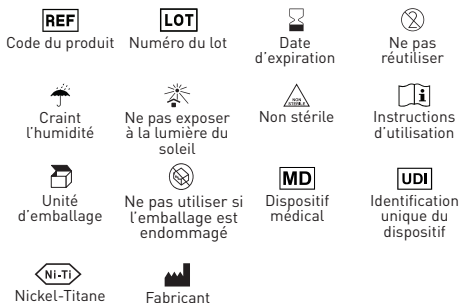 REF LOT
Code du produit Numéro du lot Date d'expiration Ne pas réutiliser
NON STERILE
Craint l'humidité Ne pas exposer à la lumière du soleil Non stérile Instructions d'utilisation
MD UDI
Unité d'emballage Ne pas utiliser si l'emballage est endommagé Dispositif médical Identification unique du dispositif
Ni-Ti
Nickel-Titane Fabricant